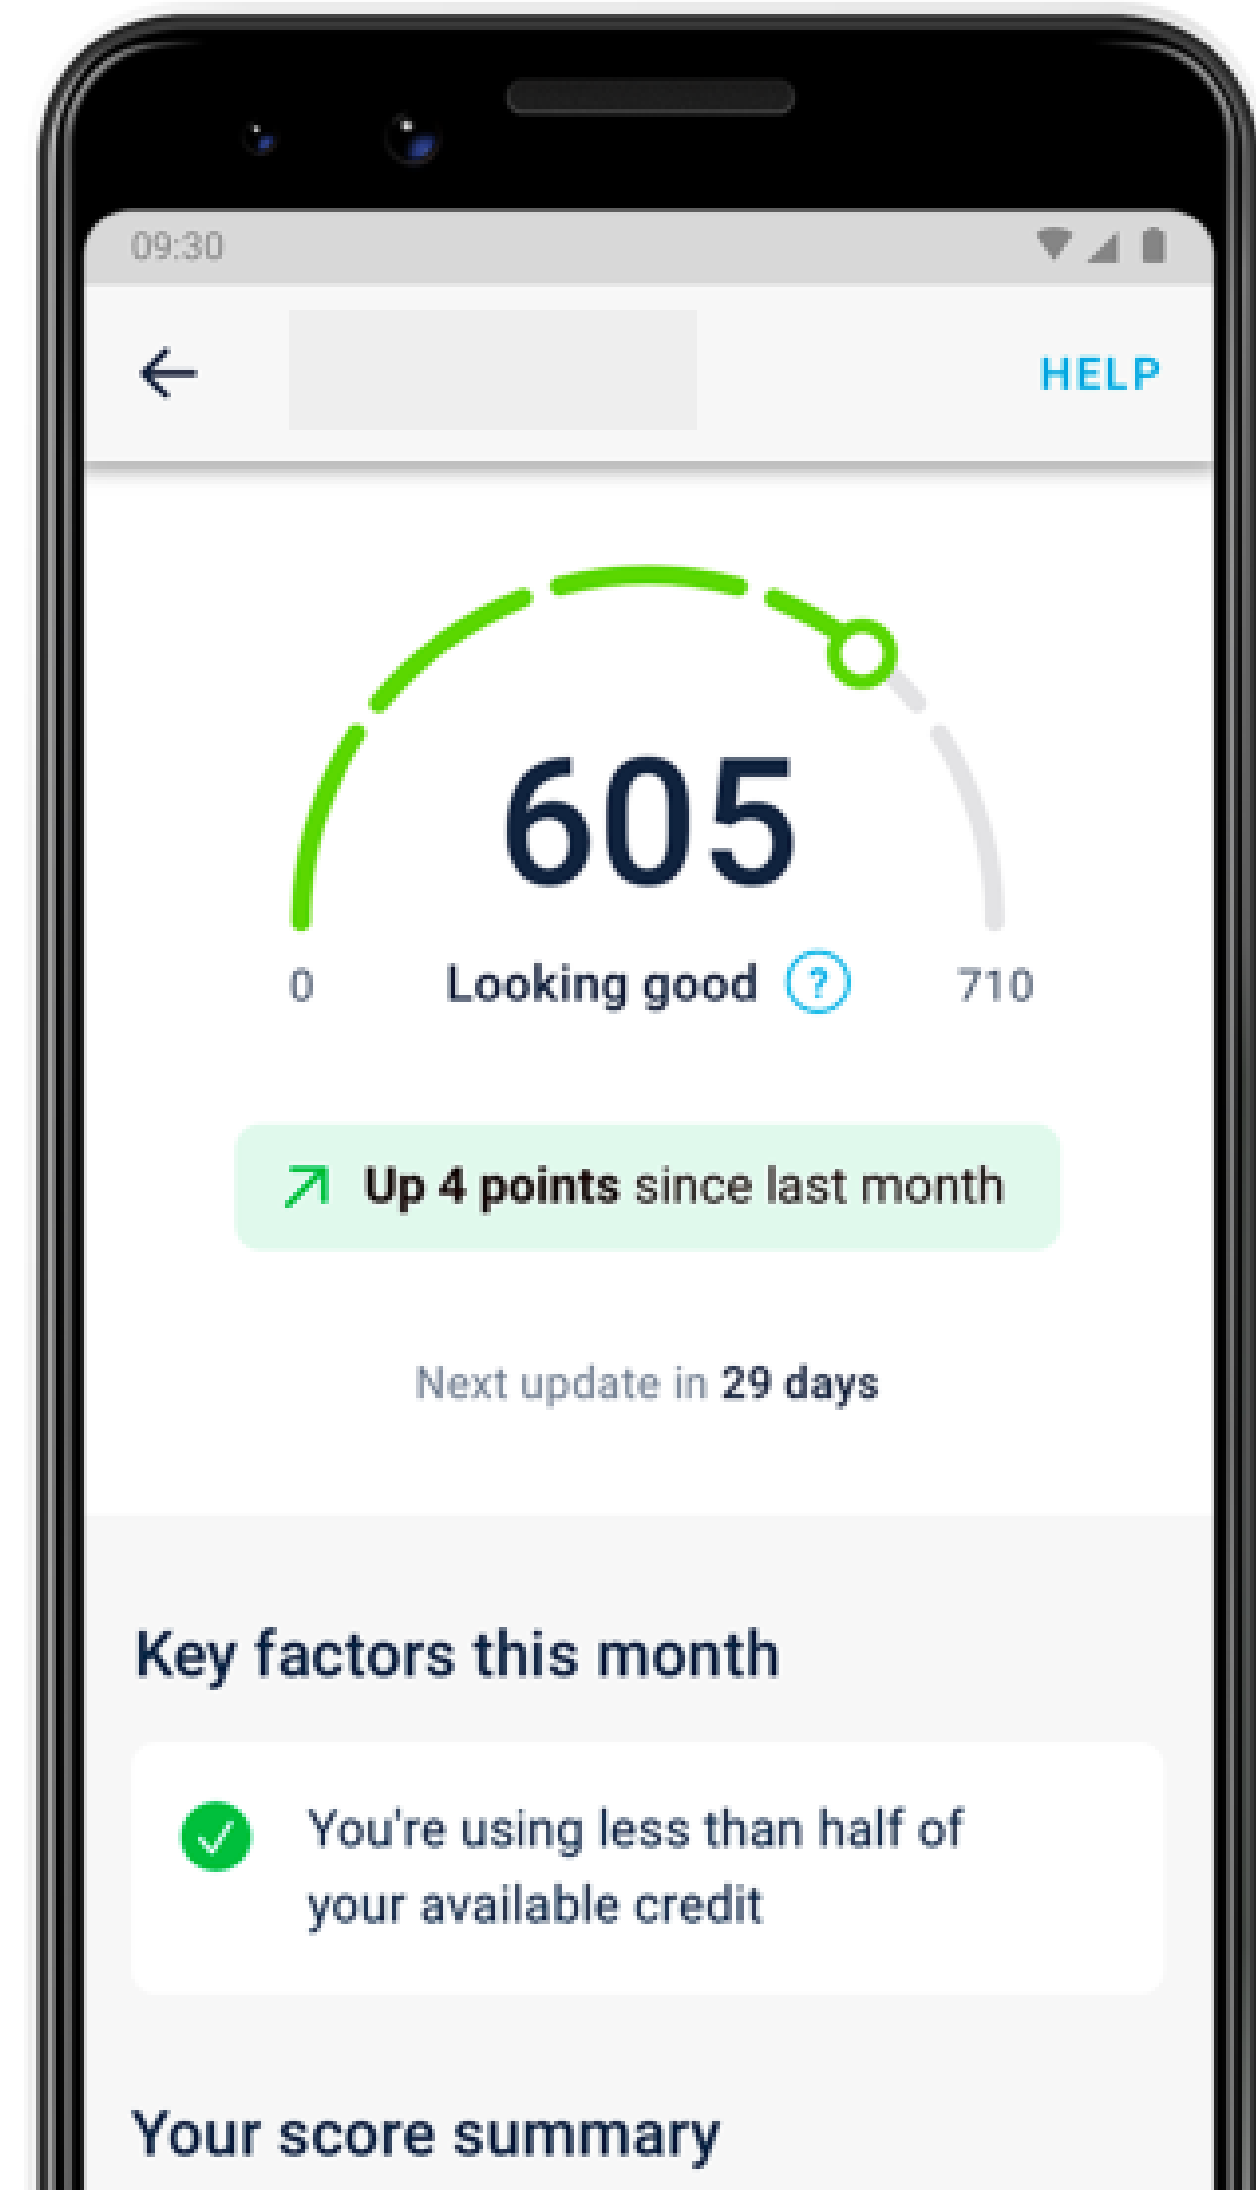 09:30
HELP
605
0 Looking good ? 710
Up 4 points since last month
Next update in 29 days
Key factors this month
You're using less than half of
your available credit
Your score summary